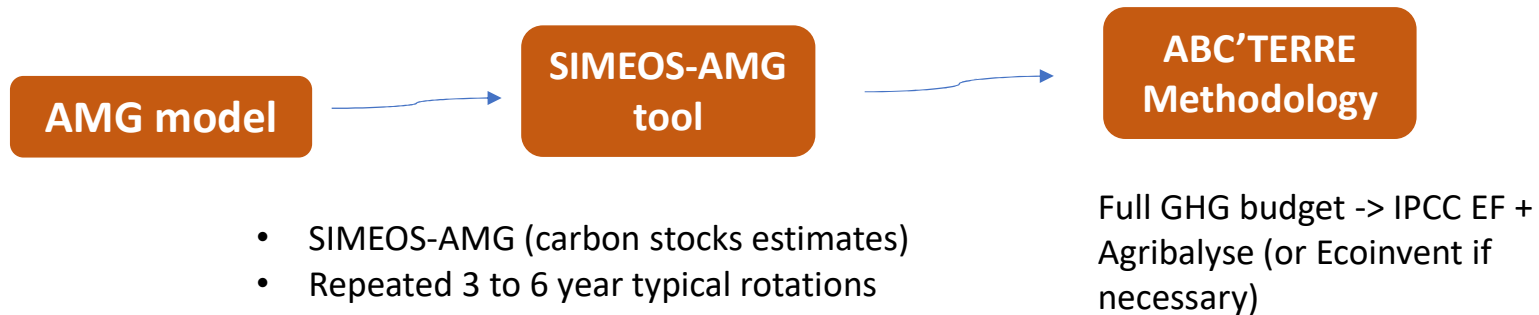 AMG model
SIMEOS-AMG
tool
ABC’TERRE
Methodology
• SIMEOS-AMG (carbon stocks estimates)
• Repeated 3 to 6 year typical rotations
Full GHG budget -> IPCC EF +
Agribalyse (or Ecoinvent if
necessary)